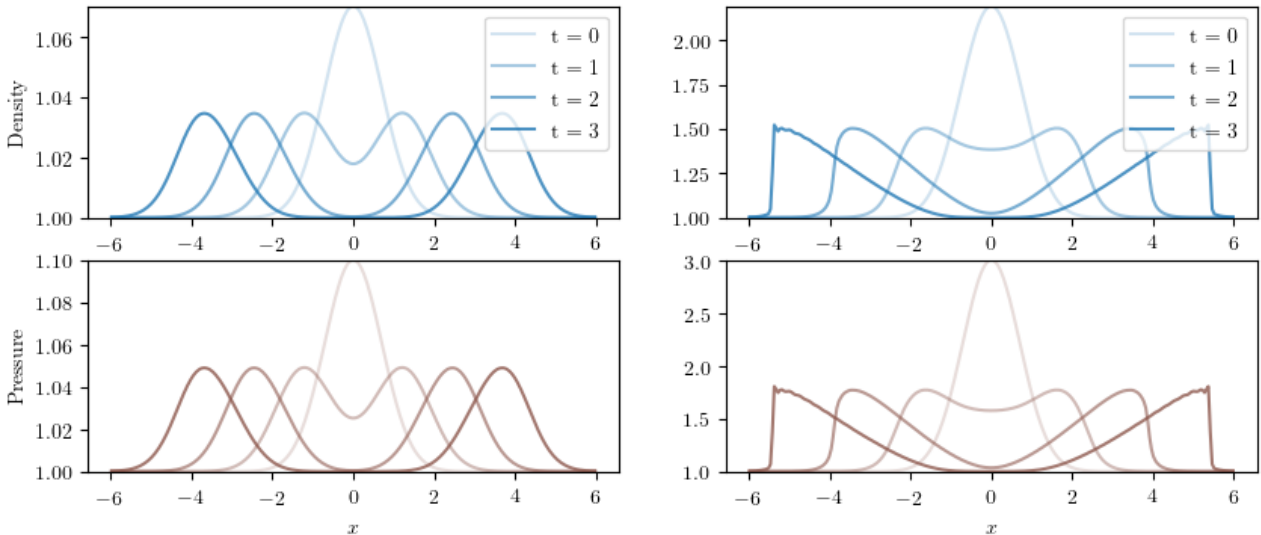 Density
1.06
1.04
1.02
1.00
t = 0
t = 1
t = 2
t = 3
−6 −4 −2 0 2 4 6
2.00
1.75
1.50
1.25
1.00
t = 0
t = 1
t = 2
t = 3
−6 −4 −2 0 2 4 6
Pressure
1.10
1.08
1.06
1.04
1.02
1.00
−6 −4 −2 0 2 4 6
x
3.0
2.5
2.0
1.5
1.0
−6 −4 −2 0 2 4 6
x